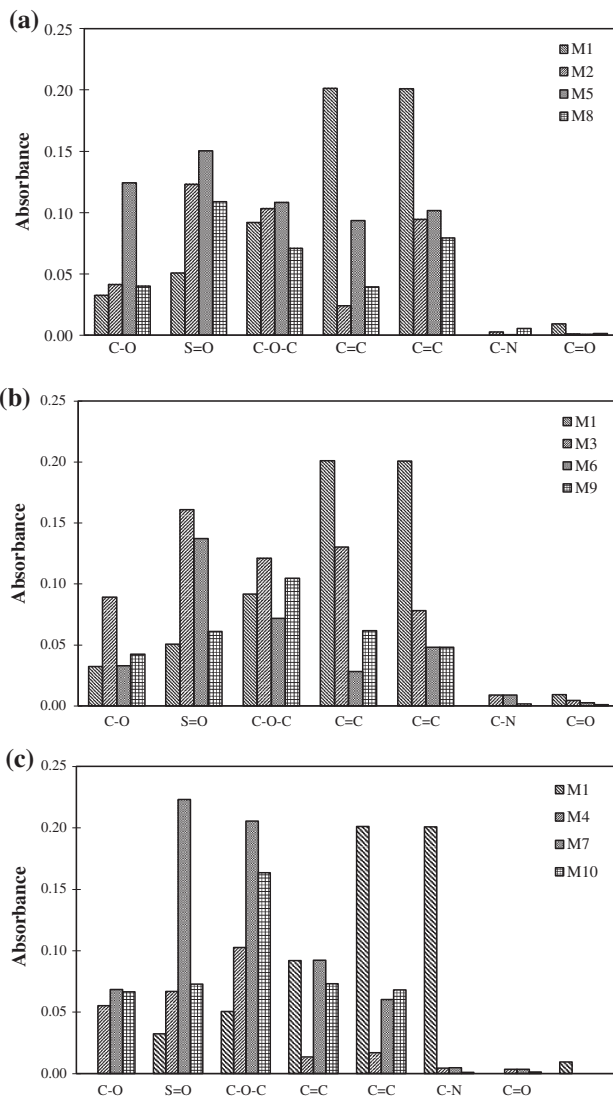 (a)
0.25
0.20
0.15
0.10
0.05
0.00
Absorbance
M1
M2
M5
M8
C-O S=O C-O-C C=C C=C C-N C=O
(b)
0.25
0.20
0.15
0.10
0.05
0.00
Absorbance
M1
M3
M6
M9
C-O S=O C-O-C C=C C=C C-N C=O
(c)
0.25
0.20
0.15
0.10
0.05
0.00
Absorbance
M1
M4
M7
M10
C-O S=O C-O-C C=C C=C C-N C=O